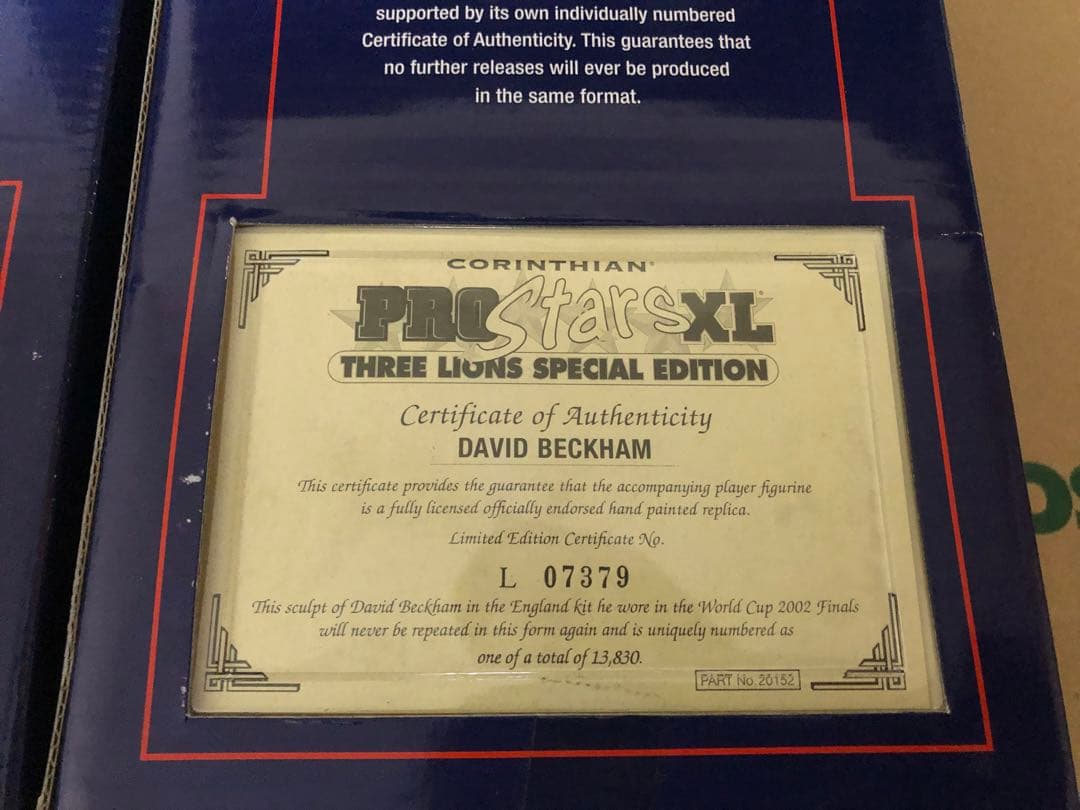 supported by its own individually numbered
Certificate of Authenticity. This guarantees that
no further releases will ever be produced
in the same format.
CORINTHIAN®
PRO Stars XL
THREE LIONS SPECIAL EDITION
Certificate of Authenticity
DAVID BECKHAM
This certificate provides the guarantee that the accompanying player figurine
is a fully licensed officially endorsed hand painted replica.
Limited Edition Certificate No.
L 07379
This sculpt of David Beckham in the England kit he wore in the World Cup 2002 Finals
will never be repeated in this form again and is uniquely numbered as
one of a total of 13,830.
PART No.20152